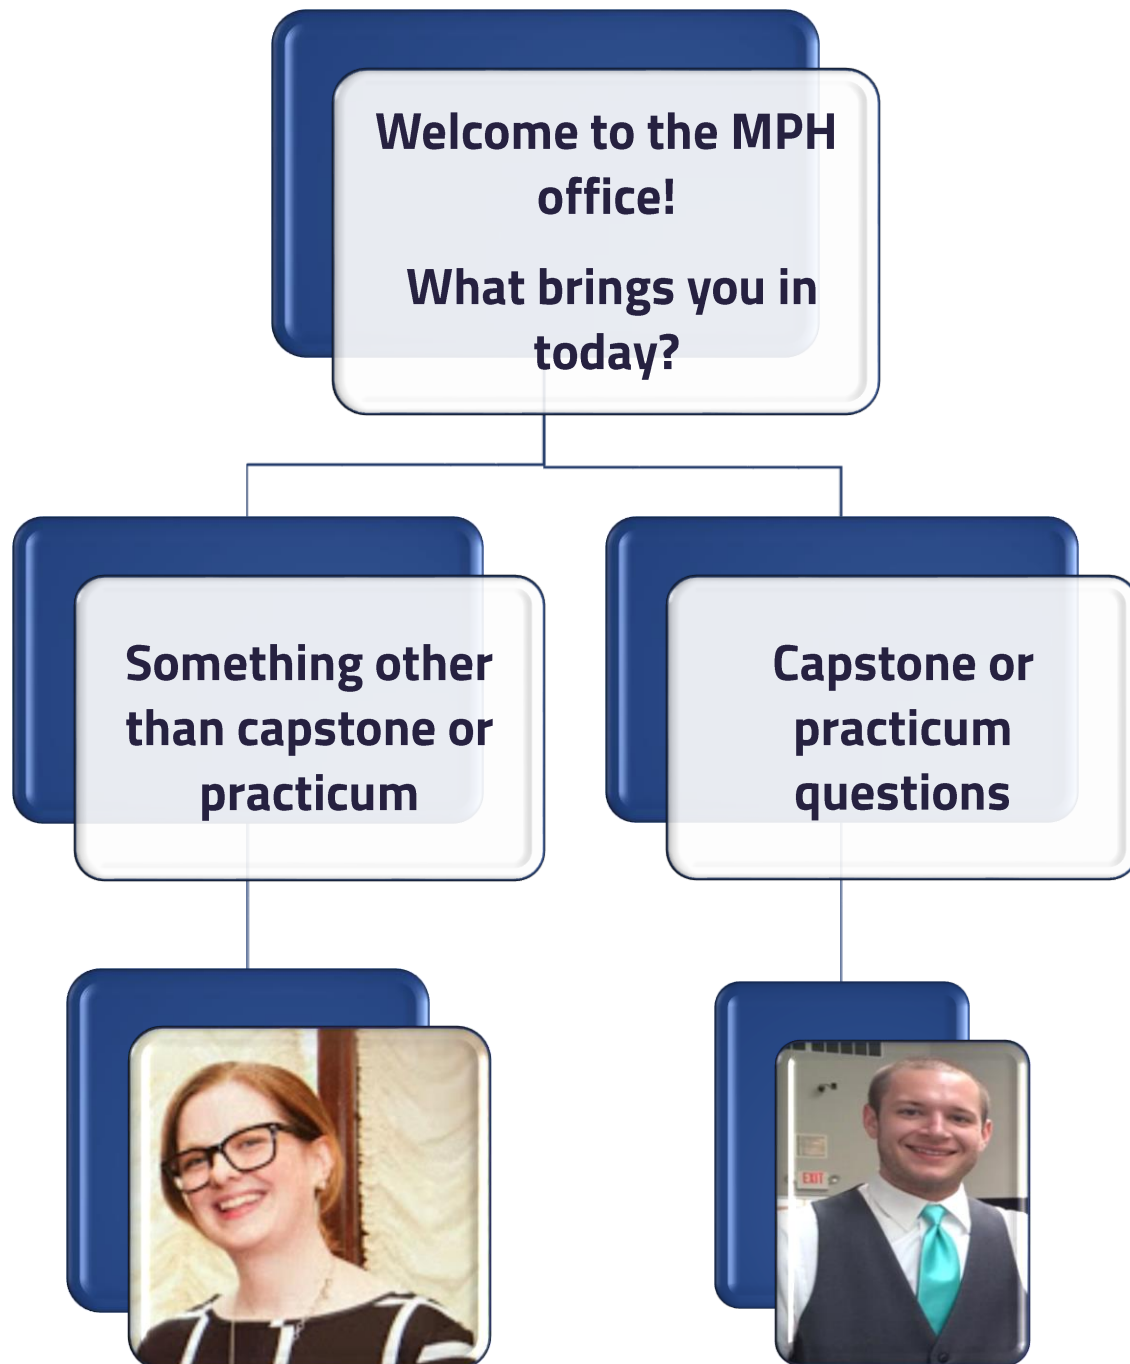 Welcome to the MPH
office!
What brings you in
today?
Something other
than capstone or
practicum
Capstone or
practicum
questions
EXIT